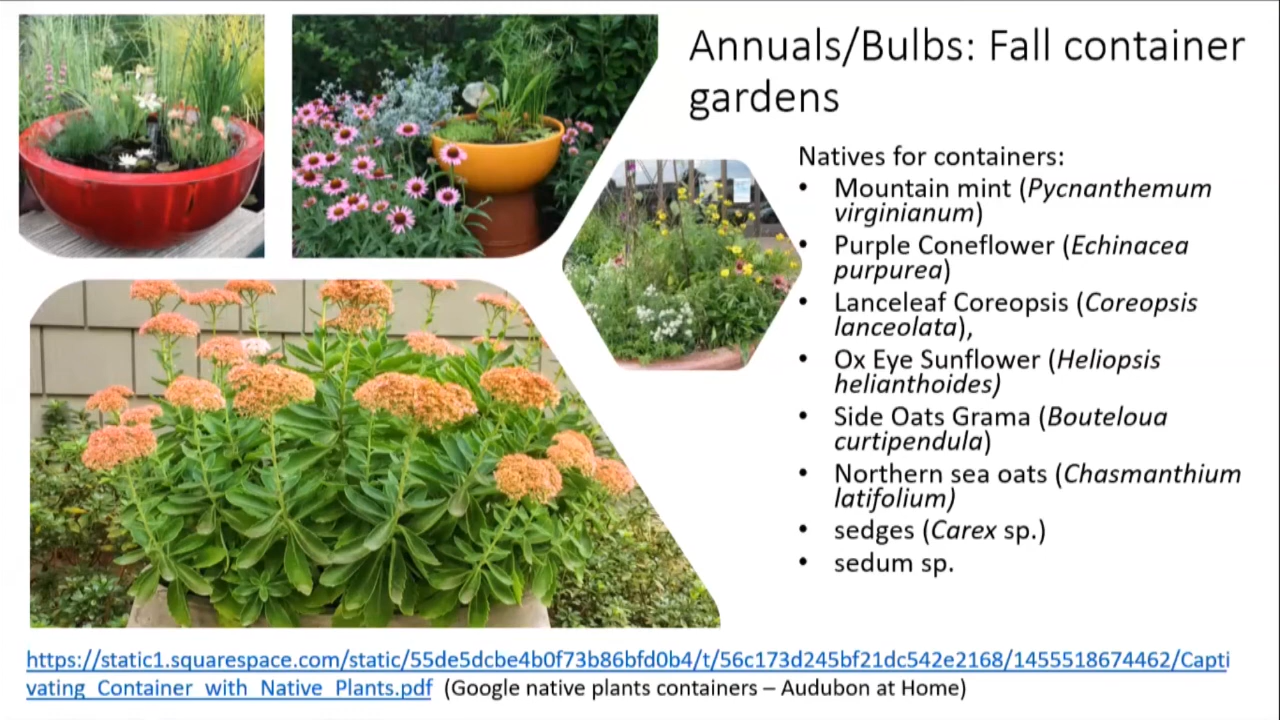 Annuals/Bulbs: Fall container
gardens
Natives for containers:
• Mountain mint (Pycnanthemum
virginianum)
• Purple Coneflower (Echinacea
purpurea)
• Lanceleaf Coreopsis (Coreopsis
lanceolata),
• Ox Eye Sunflower (Heliopsis
helianthoides)
• Side Oats Grama (Bouteloua
curtipendula)
• Northern sea oats (Chasmanthium
latifolium)
• sedges (Carex sp.)
• sedum sp.
https://static1.squarespace.com/static/55de5dcbe4b0f73b86bfd0b4/t/56c173d245bf21dc542e2168/1455518674462/Capti
vating_Container_with_Native_Plants.pdf (Google native plants containers – Audubon at Home)